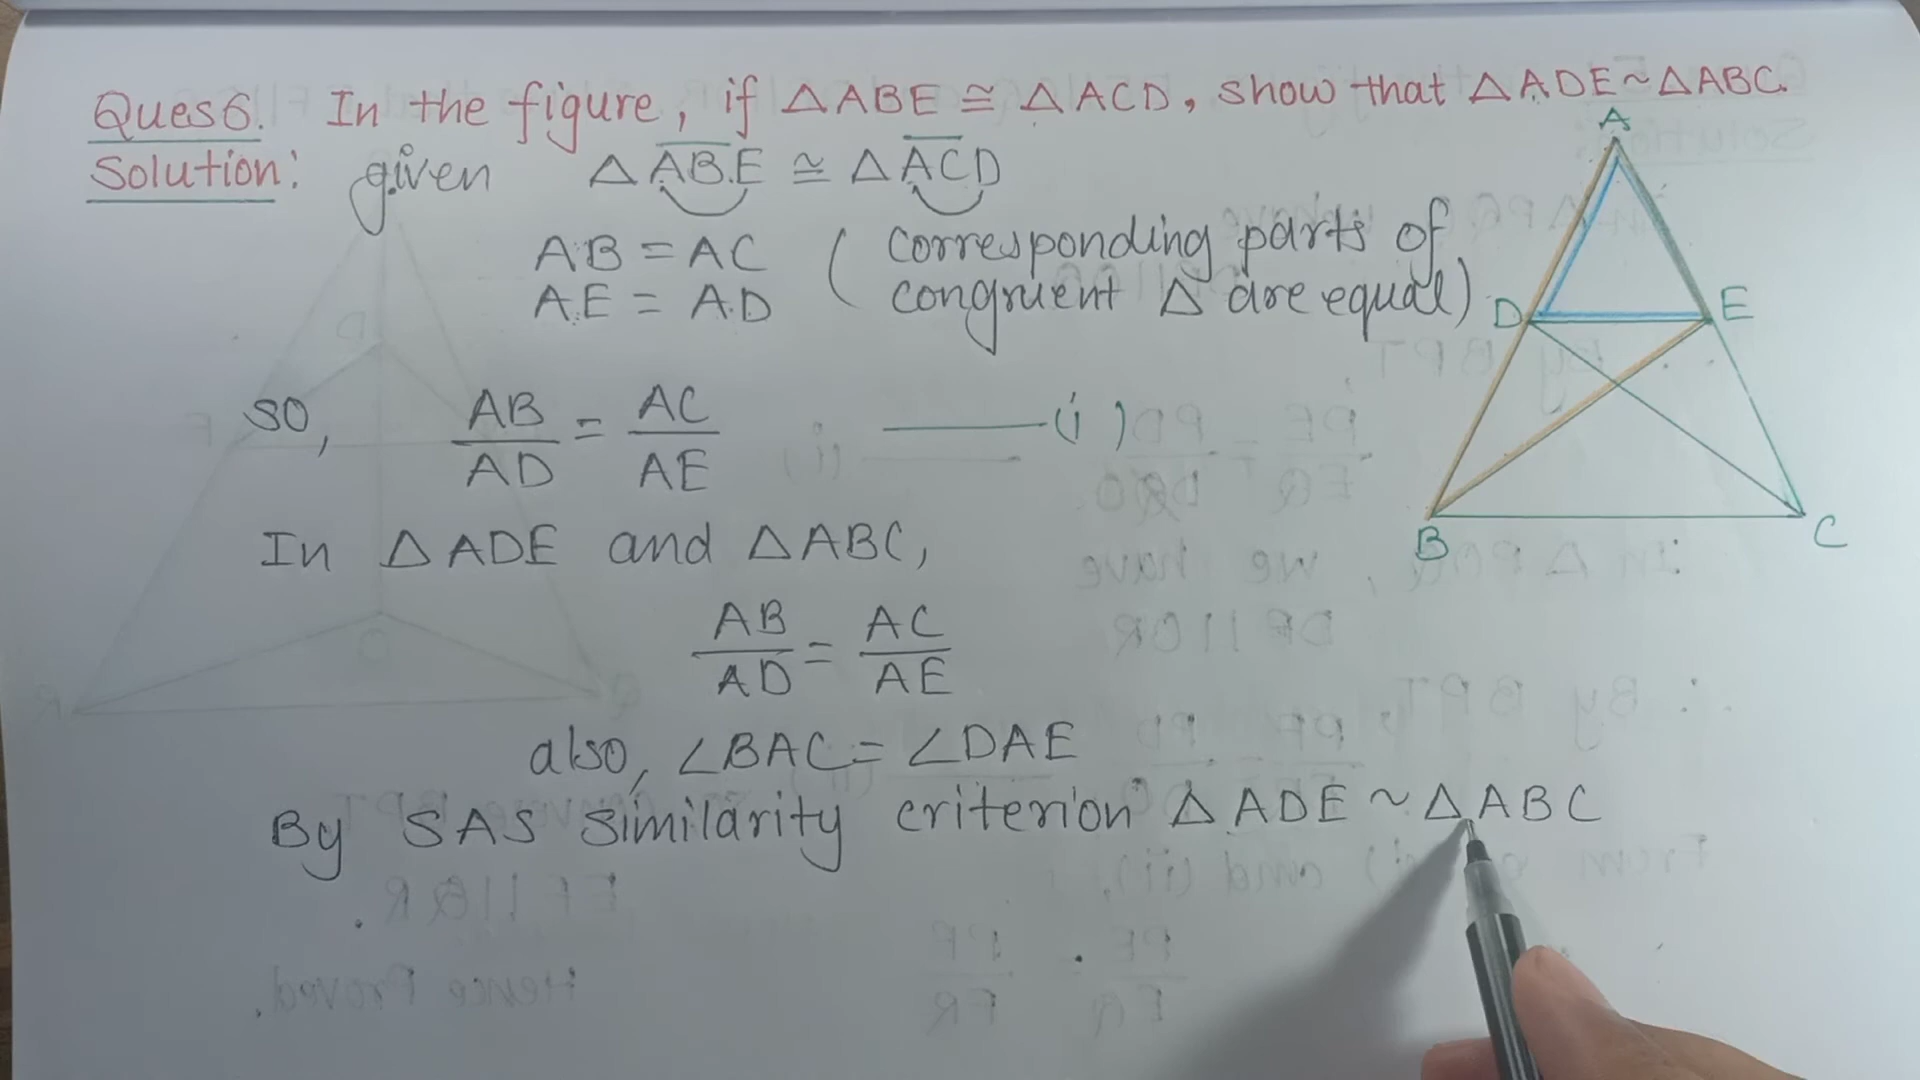 Ques6. In the figure, if △ABE ≅ △ACD, show that △ADE ~ △ABC.
Solution: given △ABE ≅ △ACD
AB = AC ( corresponding parts of
AE = AD congruent △ are equal)
so, AB/AD = AC/AE ——— (i)
In △ADE and △ABC,
AB/AD = AC/AE
also, ∠BAC = ∠DAE
By SAS similarity criterion △ADE ~ △ABC
A
D E
B C